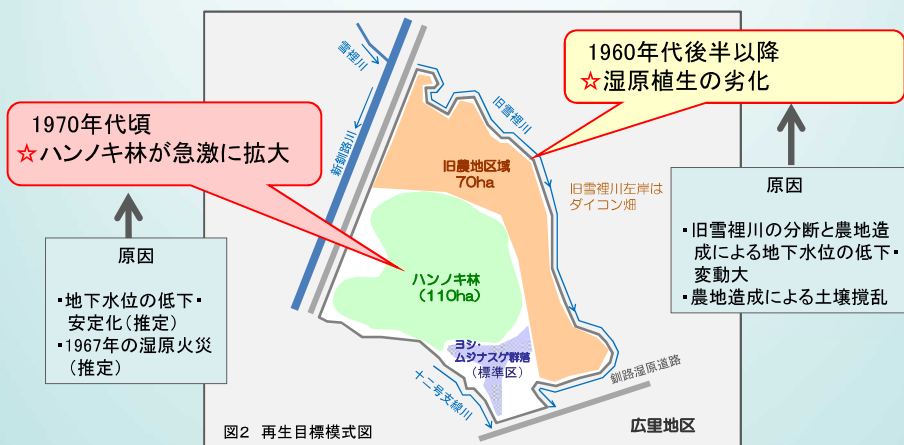 1960年代後半以降
☆湿原植生の劣化
1970年代頃
☆ハンノキ林が急激に拡大
雪裡川
新釧路川
旧雪裡川
旧農地区域
70ha
旧雪裡川左岸は
ダイコン畑
ハンノキ林
(110ha)
ヨシ・
ムジナスゲ群落
(標準区)
十二号支線川
釧路湿原道路
広里地区
図2 再生目標模式図
原因
・地下水位の低下・
安定化(推定)
・1967年の湿原火災
(推定)
原因
・旧雪裡川の分断と農地造
成による地下水位の低下・
変動大
・農地造成による土壌撹乱